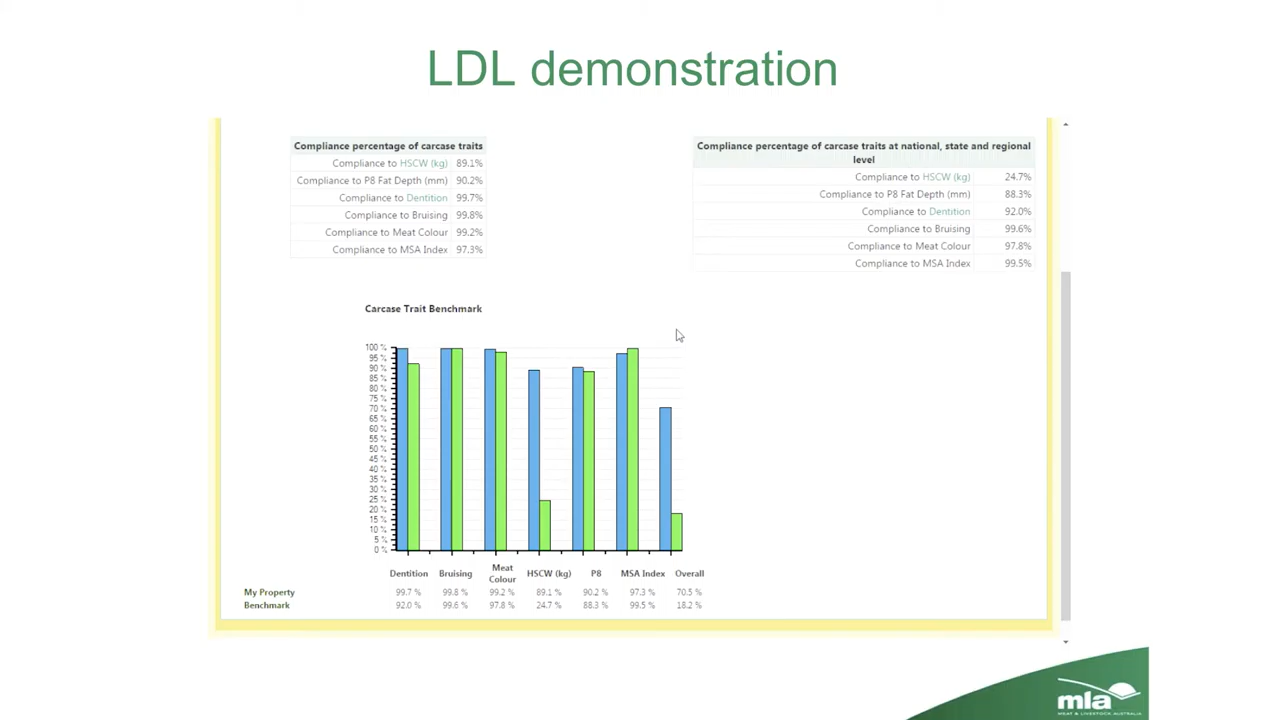 LDL demonstration
Compliance percentage of carcase traits
Compliance to HSCW (kg) 89.1%
Compliance to P8 Fat Depth (mm) 90.2%
Compliance to Dentition 99.7%
Compliance to Bruising 99.8%
Compliance to Meat Colour 99.2%
Compliance to MSA Index 97.3%
Compliance percentage of carcase traits at national, state and regional
level
Compliance to HSCW (kg) 24.7%
Compliance to P8 Fat Depth (mm) 88.3%
Compliance to Dentition 92.0%
Compliance to Bruising 99.6%
Compliance to Meat Colour 97.8%
Compliance to MSA Index 99.5%
Carcase Trait Benchmark
100 %
95 %
90 %
85 %
80 %
75 %
70 %
65 %
60 %
55 %
50 %
45 %
40 %
35 %
30 %
25 %
20 %
15 %
10 %
5 %
0 %
Dentition Bruising Meat Colour HSCW (kg) P8 MSA Index Overall
My Property 99.7 % 99.8 % 99.2 % 89.1 % 90.2 % 97.3 % 70.5 %
Benchmark 92.0 % 99.6 % 97.8 % 24.7 % 88.3 % 99.5 % 18.2 %
mla
MEAT & LIVESTOCK AUSTRALIA